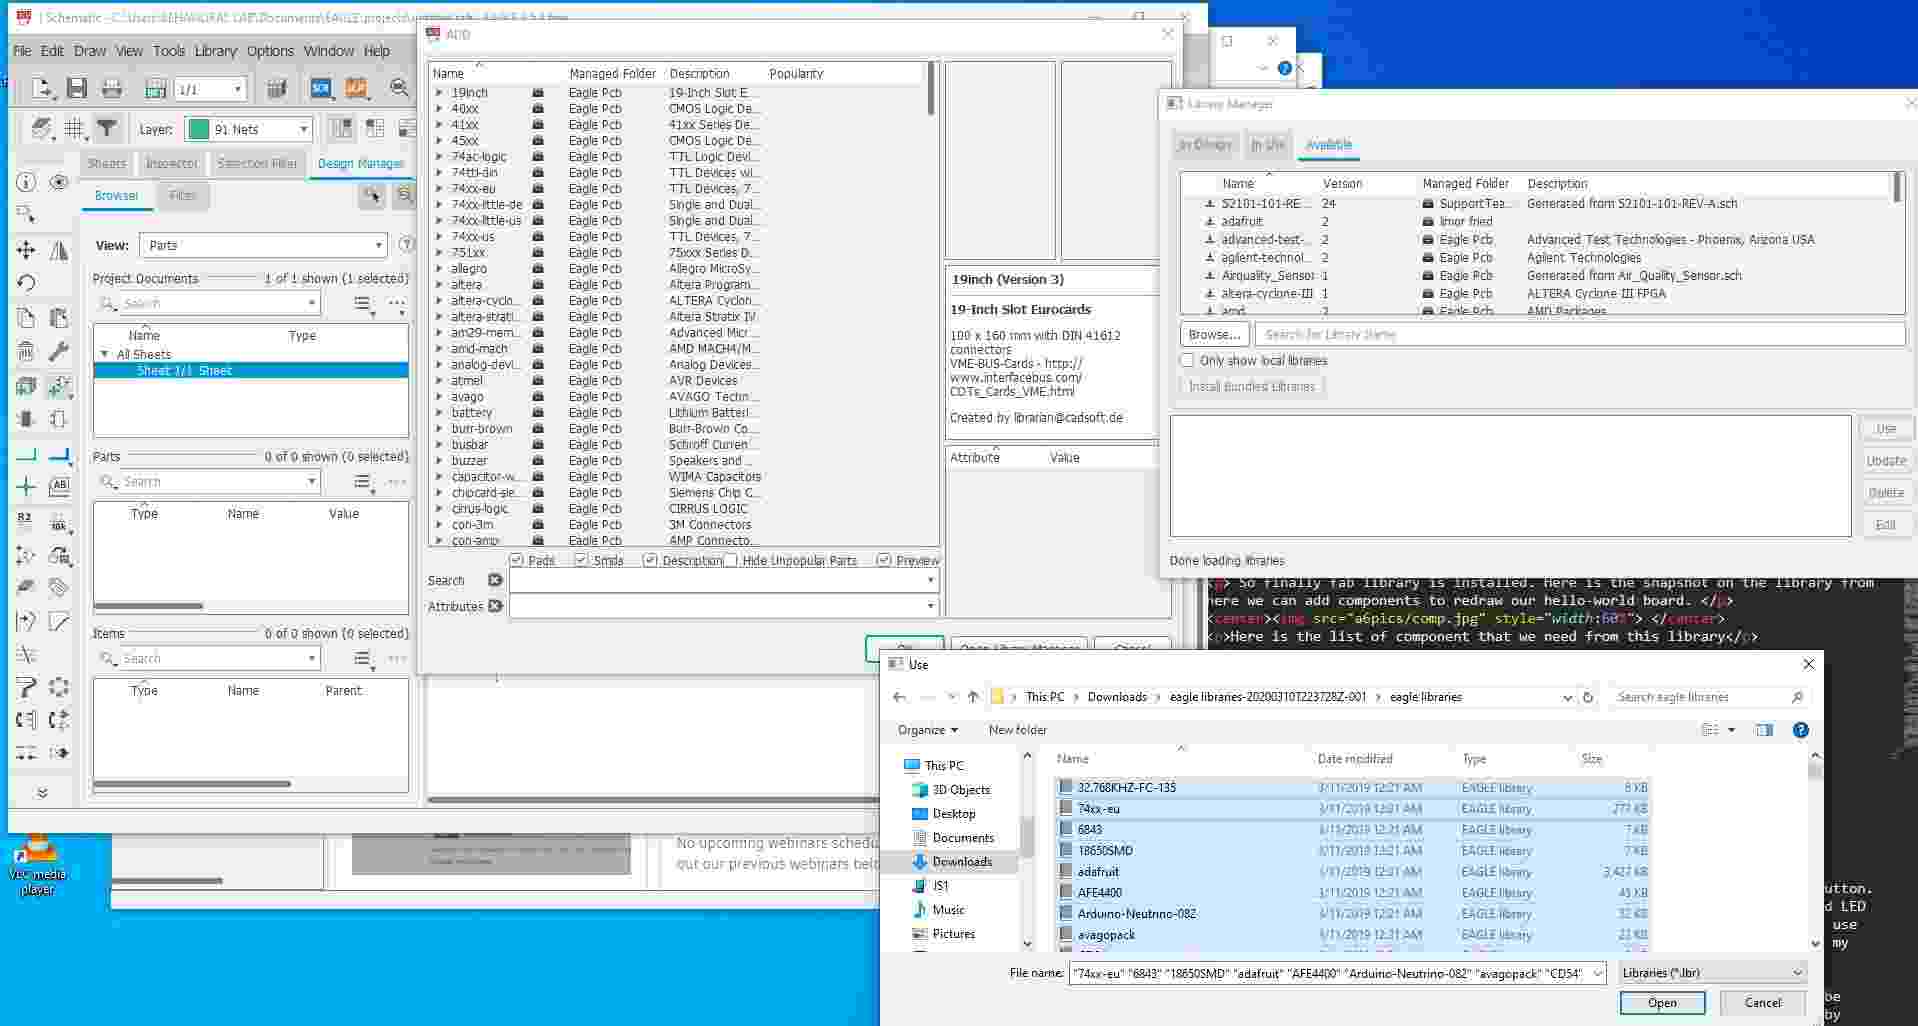 File Edit Draw View Tools Library Options Window Help
1/1
SCR
Layer: 91 Nets
Sheets Inspector Selection Filter Design Manager
Browser Filter
View: Parts
Project Documents 1 of 1 shown (1 selected)
Search
Name Type
All Sheets
Sheet 1/1 Sheet
Parts 0 of 0 shown (0 selected)
Search
Type Name Value
Items 0 of 0 shown (0 selected)
Search
Type Name Parent
R2
10k
VLC media
player
ADD
Name Managed Folder Description Popularity
19inch Eagle Pcb 19-Inch Slot E...
40xx Eagle Pcb CMOS Logic De...
41xx Eagle Pcb 41xx Series De...
45xx Eagle Pcb CMOS Logic De...
74ac-logic Eagle Pcb TTL Logic Devi...
74ttl-din Eagle Pcb TTL Devices wi...
74xx-eu Eagle Pcb TTL Devices, 7...
74xx-little-de Eagle Pcb Single and Dual...
74xx-little-us Eagle Pcb Single and Dual...
74xx-us Eagle Pcb TTL Devices, 7...
751xx Eagle Pcb 75xxx Series D...
allegro Eagle Pcb Allegro MicroSy...
altera Eagle Pcb Altera Program...
altera-cyclo... Eagle Pcb ALTERA Cyclon...
altera-strati... Eagle Pcb Altera Stratix IV
am29-mem... Eagle Pcb Advanced Micr...
amd-mach Eagle Pcb AMD MACH4/M...
analog-devi... Eagle Pcb Analog Devices...
atmel Eagle Pcb AVR Devices
avago Eagle Pcb AVAGO Techn...
battery Eagle Pcb Lithium Batteri...
burr-brown Eagle Pcb Burr-Brown Co...
busbar Eagle Pcb Schroff Curren...
buzzer Eagle Pcb Speakers and ...
capacitor-w... Eagle Pcb WIMA Capacitors
chipcard-sie... Eagle Pcb Siemens Chip C...
cirrus-logic Eagle Pcb CIRRUS LOGIC
con-3m Eagle Pcb 3M Connectors
con-amp Eagle Pcb AMP Connecto...
Pads Smds Description Hide Unpopular Parts Preview
Search
Attributes
Open Library Manager Cancel
19inch (Version 3)
19-Inch Slot Eurocards
100 x 160 mm with DIN 41612
connectors
VME-BUS-Cards - http://
www.interfacebus.com/
COTs_Cards_VME.html
Created by librarian@cadsoft.de
Attribute Value
Library Manager
In Design In Use Available
Name Version Managed Folder Description
S2101-101-RE... 24 SupportTea... Generated from S2101-101-REV-A.sch
adafruit 2 limor fried
advanced-test-... 2 Eagle Pcb Advanced Test Technologies - Phoenix, Arizona USA
agilent-technol... 2 Eagle Pcb Agilent Technologies
Airquality_Sensor 1 Eagle Pcb Generated from Air_Quality_Sensor.sch
altera-cyclone-III 1 Eagle Pcb ALTERA Cyclone III FPGA
amd 2 Eagle Pcb AMD Packages
Browse... Search for Library Name
Only show local libraries
Install Bundled Libraries
Use
Update
Delete
Edit
Done loading libraries
So finally fab library is installed. Here is the snapshot on the library from
here we can add components to redraw our hello-world board. </p>
<center><img src="a6pics/comp.jpg" style="width:60%"> </center>
<p>Here is the list of component that we need from this library</p>
No upcoming webinars schedu
out our previous webinars bel
Use
This PC > Downloads > eagle libraries-20200310T223728Z-001 > eagle libraries
Search eagle libraries
Organize New folder
This PC
3D Objects
Desktop
Documents
Downloads
JS1
Music
Pictures
Name Date modified Type Size
32.768KHZ-FC-135 3/11/2019 12:21 AM EAGLE library 8 KB
74xx-eu 3/11/2019 12:21 AM EAGLE library 277 KB
6843 3/11/2019 12:21 AM EAGLE library 7 KB
18650SMD 3/11/2019 12:21 AM EAGLE library 7 KB
adafruit 3/11/2019 12:21 AM EAGLE library 3,427 KB
AFE4400 3/11/2019 12:21 AM EAGLE library 45 KB
Arduino-Neutrino-082 3/11/2019 12:21 AM EAGLE library 32 KB
avagopack 3/11/2019 12:21 AM EAGLE library 22 KB
File name: "74xx-eu" "6843" "18650SMD" "adafruit" "AFE4400" "Arduino-Neutrino-082" "avagopack" "CD54"
Libraries (*.lbr)
Open Cancel
utton.
d LED
use
my
be
by